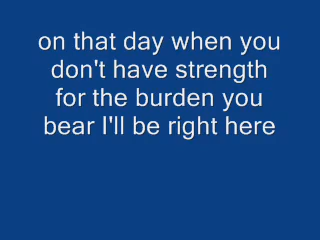 on that day when you
don't have strength
for the burden you
bear I'll be right here